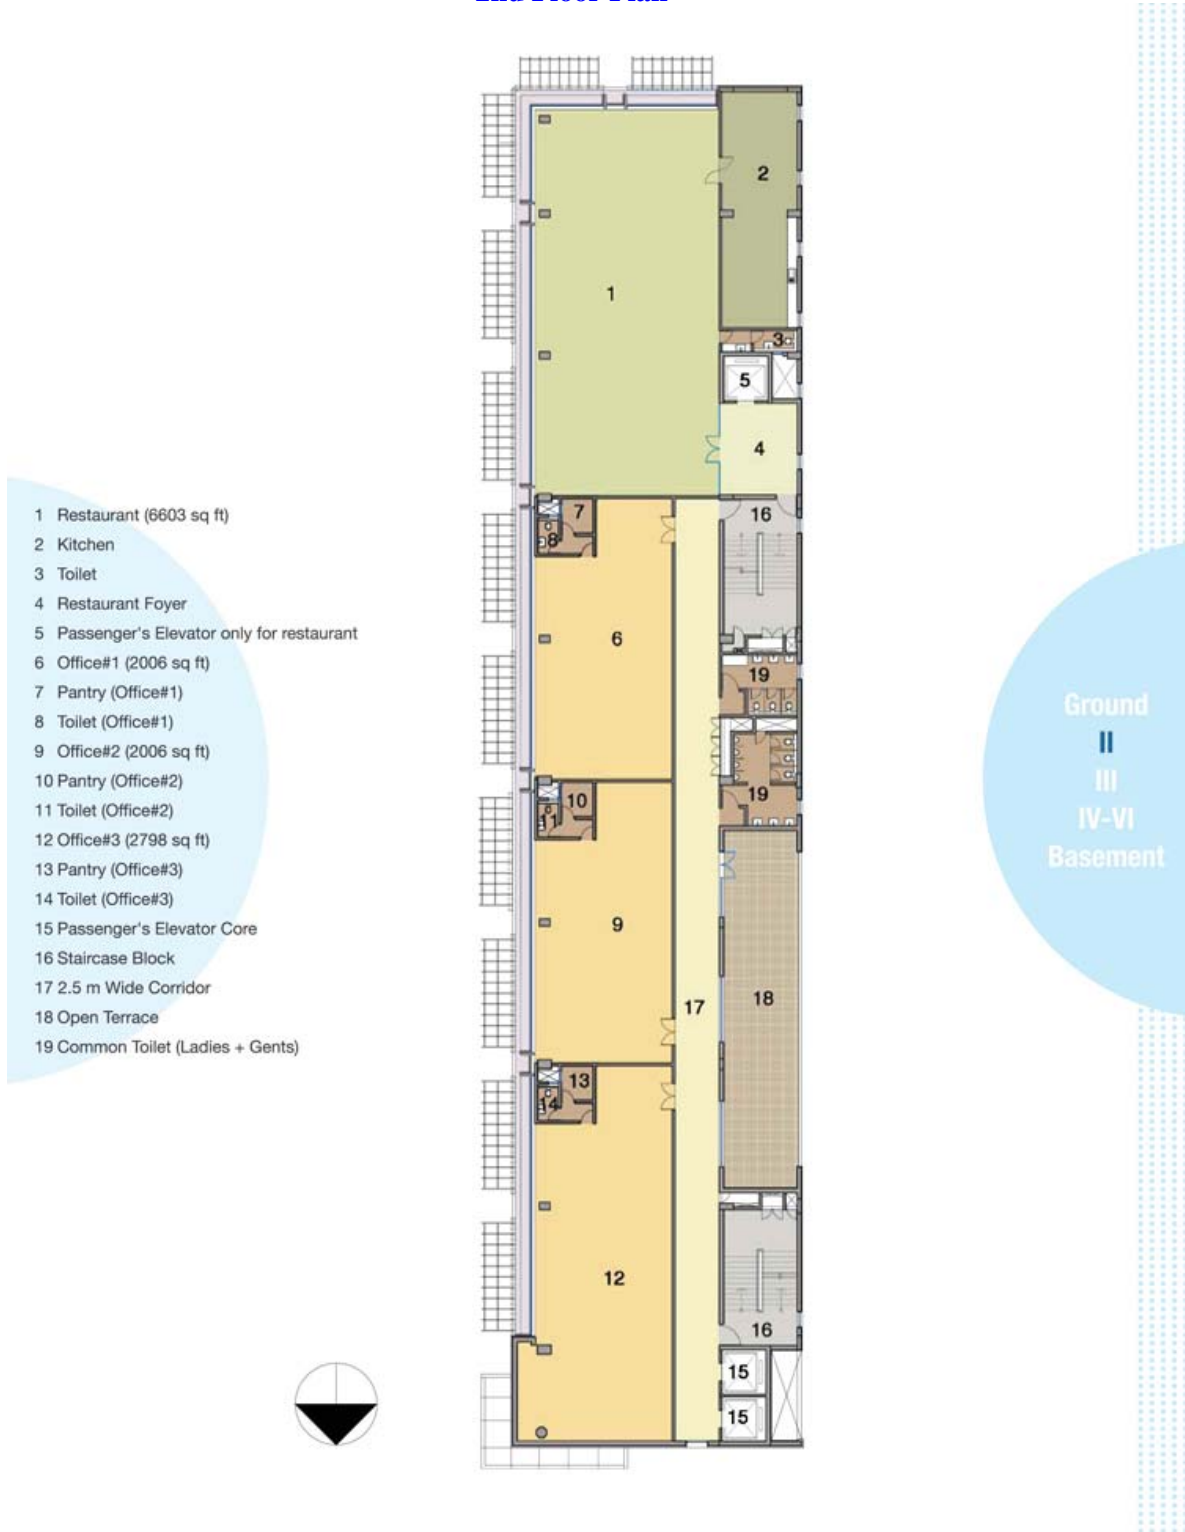 2nd Floor Plan
1 Restaurant (6603 sq ft)
2 Kitchen
3 Toilet
4 Restaurant Foyer
5 Passenger's Elevator only for restaurant
6 Office#1 (2006 sq ft)
7 Pantry (Office#1)
8 Toilet (Office#1)
9 Office#2 (2006 sq ft)
10 Pantry (Office#2)
11 Toilet (Office#2)
12 Office#3 (2798 sq ft)
13 Pantry (Office#3)
14 Toilet (Office#3)
15 Passenger's Elevator Core
16 Staircase Block
17 2.5 m Wide Corridor
18 Open Terrace
19 Common Toilet (Ladies + Gents)
2
1
3
5
4
7
16
8
6
19
10
19
11
9
18
17
13
14
12
16
15
15
Ground
II
III
IV-VI
Basement